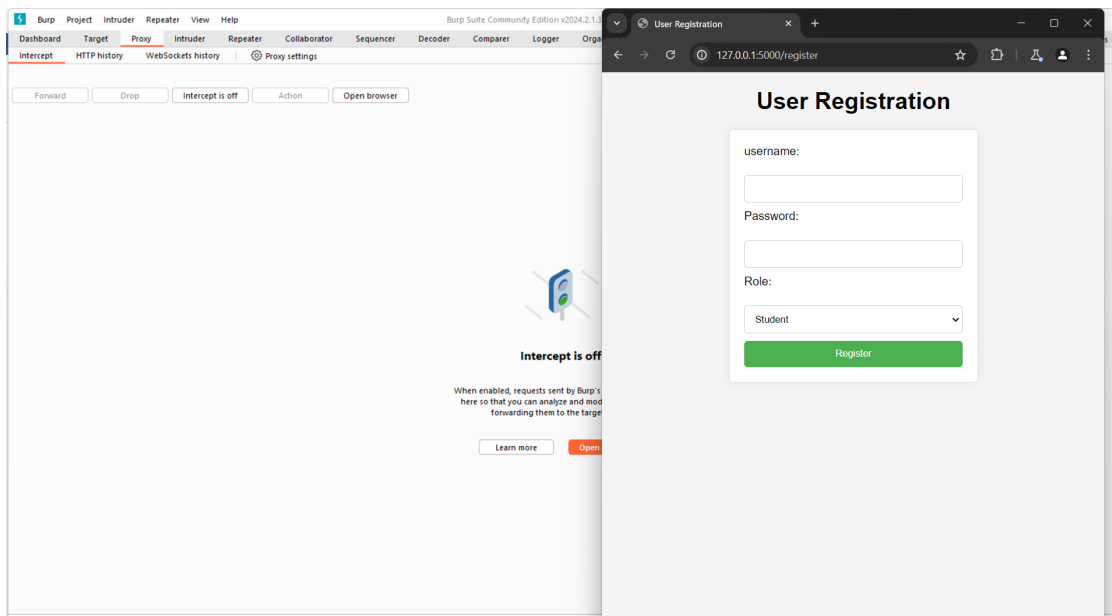 Burp Project Intruder Repeater View Help Burp Suite Community Edition v2024.2.1.3
Dashboard Target Proxy Intruder Repeater Collaborator Sequencer Decoder Comparer Logger Orga
Intercept HTTP history WebSockets history Proxy settings
Forward Drop Intercept is off Action Open browser
Intercept is off
When enabled, requests sent by Burp's
here so that you can analyze and mod
forwarding them to the targe
Learn more Open
User Registration
127.0.0.1:5000/register
User Registration
username:
Password:
Role:
Student
Register